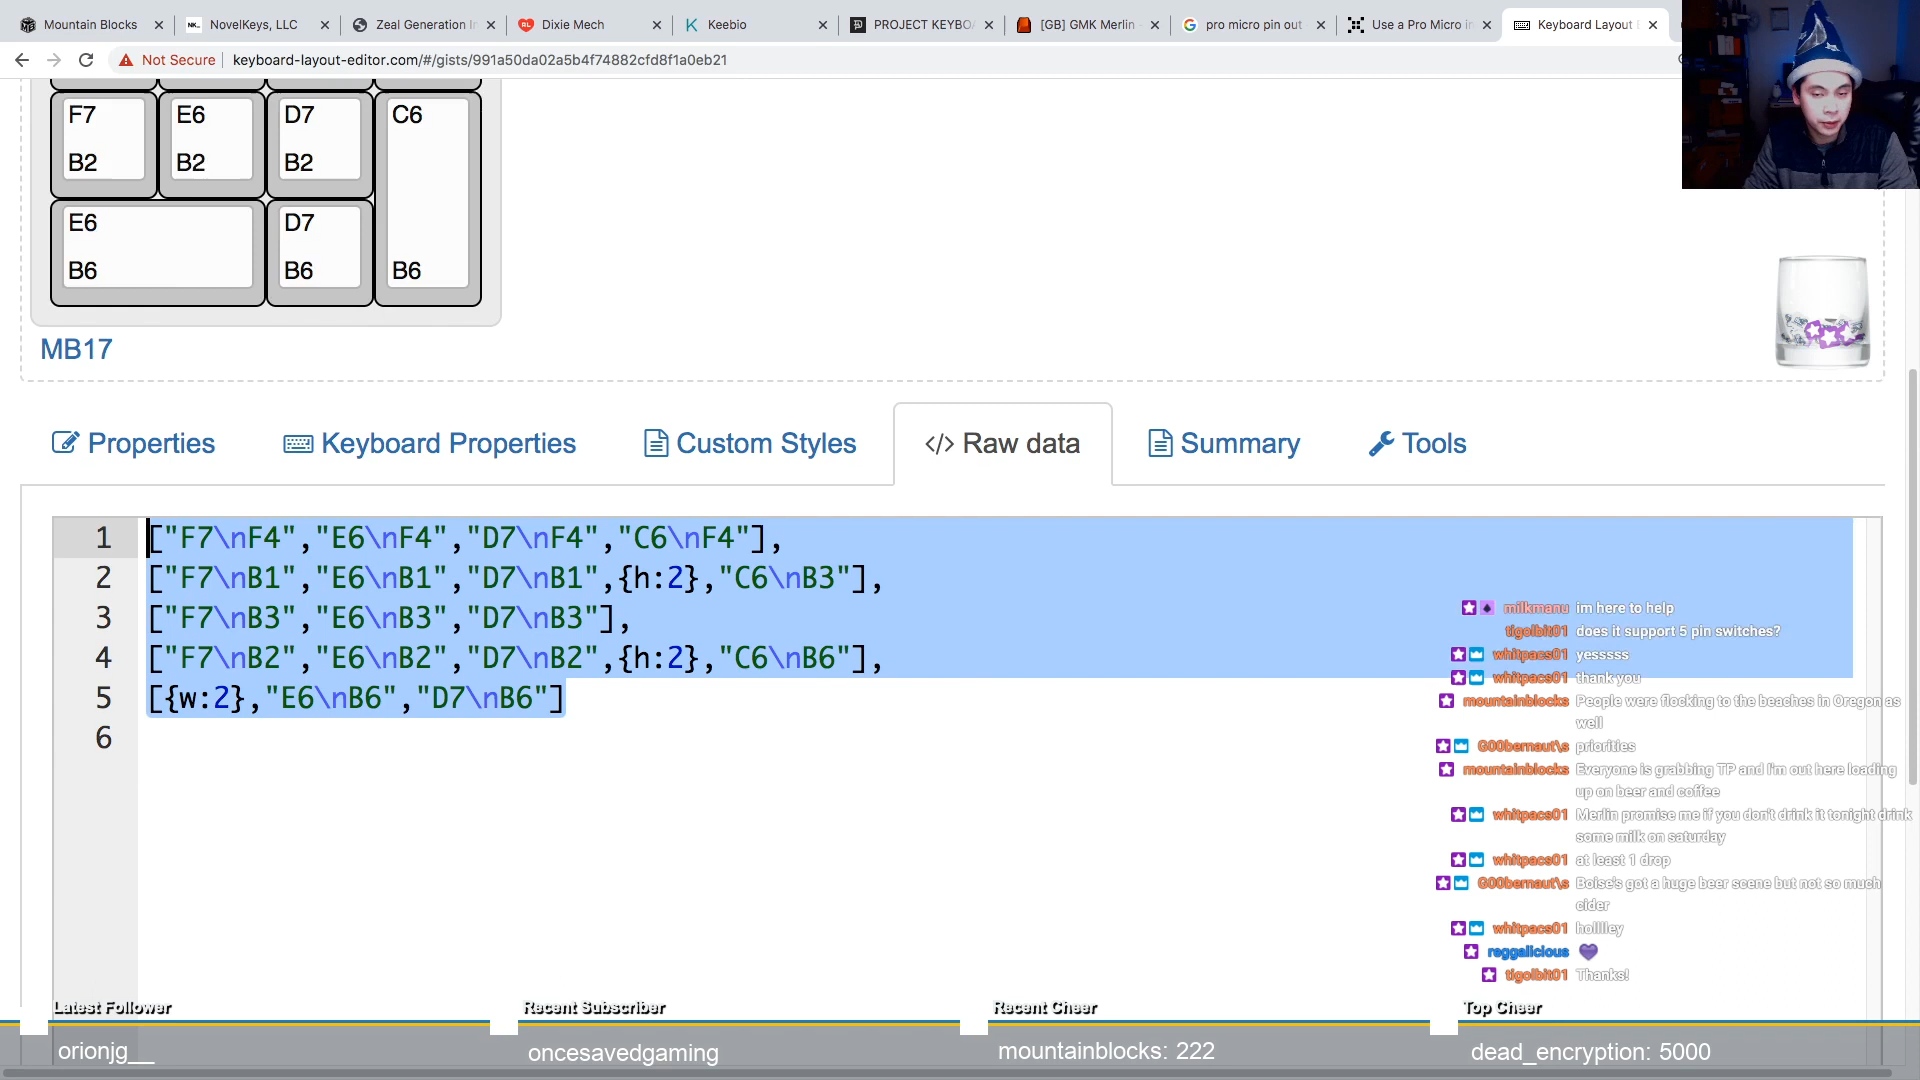 Mountain Blocks
NK_ NovelKeys, LLC
Zeal Generation In
Dixie Mech
Keebio
PROJECT KEYBOA
[GB] GMK Merlin -
pro micro pin out
Use a Pro Micro in
Keyboard Layout E
Not Secure
keyboard-layout-editor.com/#/gists/991a50da02a5b4f74882cfd8f1a0eb21
F7 E6 D7 C6
B2 B2 B2
E6 D7
B6 B6 B6
MB17
Properties
Keyboard Properties
Custom Styles
</> Raw data
Summary
Tools
1 ["F7\nF4","E6\nF4","D7\nF4","C6\nF4"],
2 ["F7\nB1","E6\nB1","D7\nB1",{h:2},"C6\nB3"],
3 ["F7\nB3","E6\nB3","D7\nB3"],
4 ["F7\nB2","E6\nB2","D7\nB2",{h:2},"C6\nB6"],
5 [{w:2},"E6\nB6","D7\nB6"]
6
milkmanu im here to help
tigolbit01 does it support 5 pin switches?
whitpacs01 yesssss
whitpacs01 thank you
mountainblocks People were flocking to the beaches in Oregon as
well
G00bernaut\s priorities
mountainblocks Everyone is grabbing TP and I'm out here loading
up on beer and coffee
whitpacs01 Merlin promise me if you don't drink it tonight drink
some milk on saturday
whitpacs01 at least 1 drop
G00bernaut\s Boise's got a huge beer scene but not so much
cider
whitpacs01 holllley
reggalicious
tigolbit01 Thanks!
Latest Follower
orionjg__
Recent Subscriber
oncesavedgaming
Recent Cheer
mountainblocks: 222
Top Cheer
dead_encryption: 5000